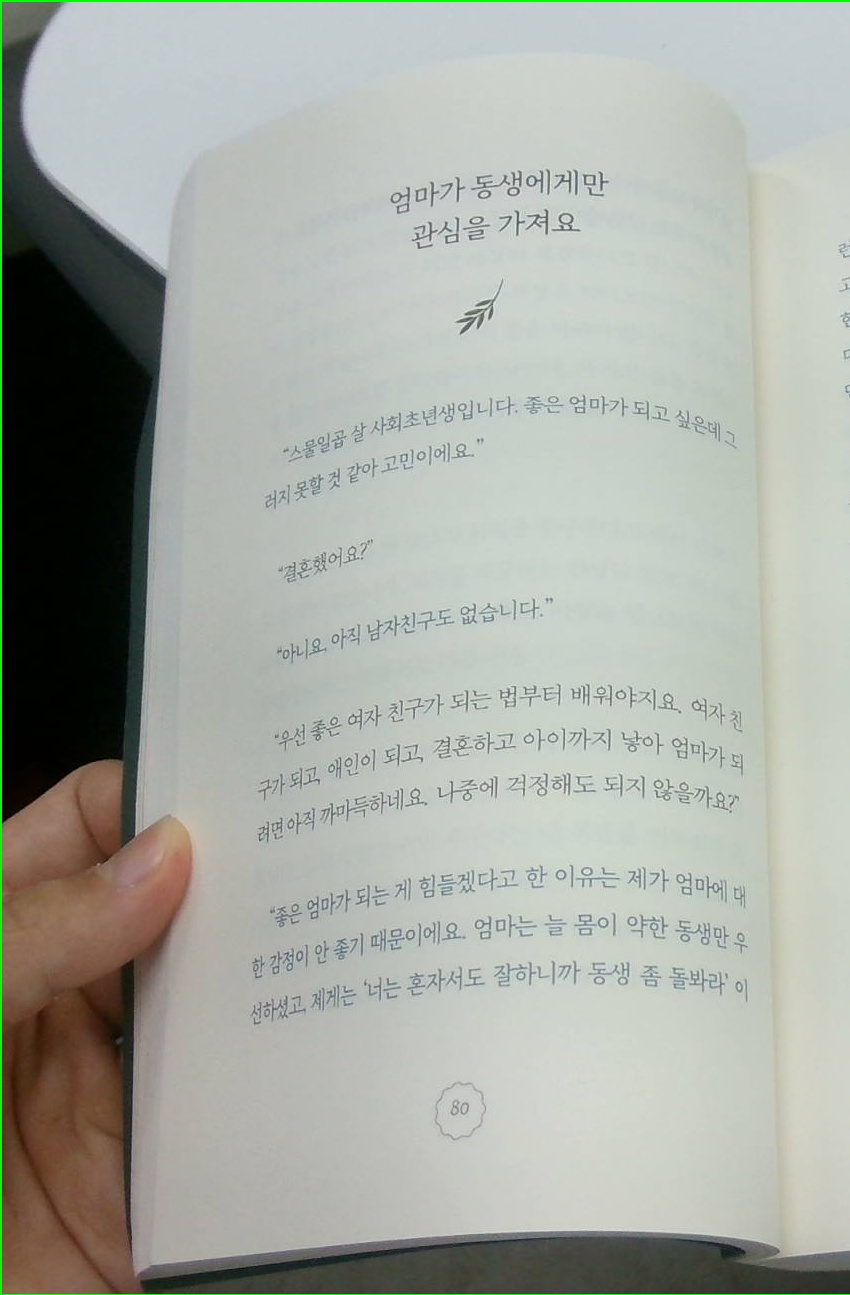 엄마가 동생에게만
관심을 가져요
“스물일곱 살 사회초년생입니다. 좋은 엄마가 되고 싶은데 그
러지 못할 것 같아 고민이에요.”
“결혼했어요?”
“아니요. 아직 남자친구도 없습니다.”
“우선 좋은 여자 친구가 되는 법부터 배워야지요. 여자 친
구가 되고, 애인이 되고, 결혼하고 아이까지 낳아 엄마가 되
려면 아직 까마득하네요. 나중에 걱정해도 되지 않을까요?”
“좋은 엄마가 되는 게 힘들겠다고 한 이유는 제가 엄마에 대
한 감정이 안 좋기 때문이에요. 엄마는 늘 몸이 약한 동생만 우
선하셨고, 제게는 ‘너는 혼자서도 잘하니까 동생 좀 돌봐라’ 이
80